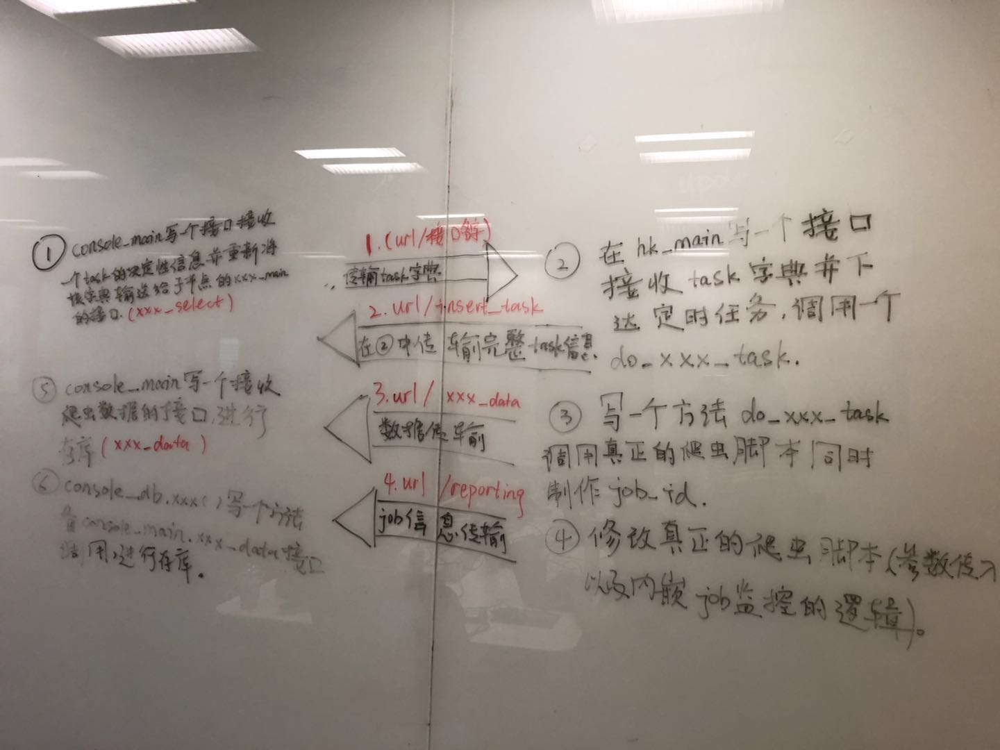 ① console_main写一个接口接收
一个task的决定性信息并重新将
该字典输送给子节点的xxx_main
的接口.(xxx_select)
⑤ console_main写一个接收
爬虫数据的接口,进行
存库(xxx_data)
⑥ console_db.xxx()写一个方法
console_main.xxx_data接口
调用,进行存库。
1.(url/接口名字)
传输task字典
2.url/insert_task
在②中传输完整task信息.
3.url/xxx_data
数据传输
4.url/reporting
job信息传输
② 在hk_main写一个接口
接收task字典并下
达定时任务,调用一个
do_xxx_task.
③ 写一个方法do_xxx_task
调用真正的爬虫脚本同时
制作job_id.
④ 修改真正的爬虫脚本(参数传入
以及内嵌job监控的逻辑)。